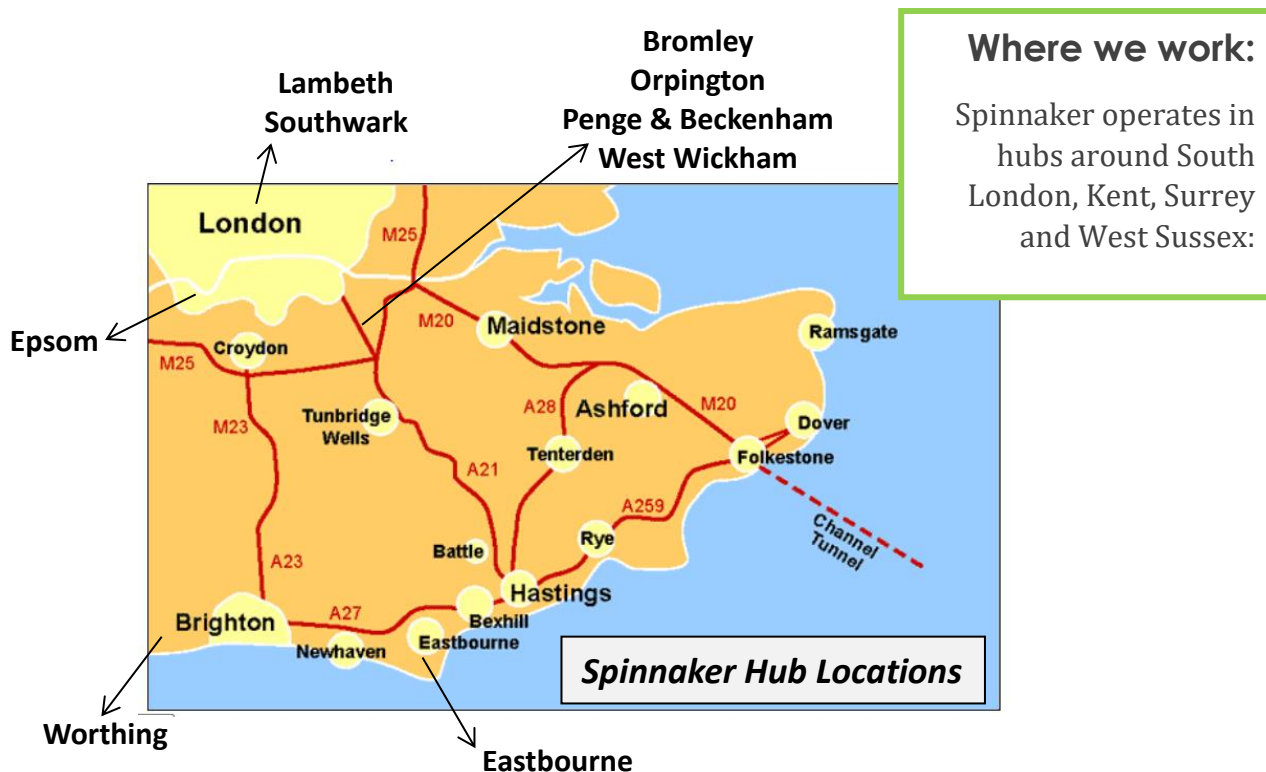 Bromley
Orpington
Penge & Beckenham
West Wickham
Lambeth
Southwark
Where we work:
Spinnaker operates in
hubs around South
London, Kent, Surrey
and West Sussex:
London
M25
Epsom
M25
Croydon
M20
Maidstone
Ramsgate
M23
Tunbridge
Wells
A28
Ashford
M20
Dover
Tenterden
Folkestone
A21
A259
Channel
Tunnel
Battle
Rye
A23
Hastings
Brighton
A27
Bexhill
Newhaven
Eastbourne
Spinnaker Hub Locations
Worthing
Eastbourne